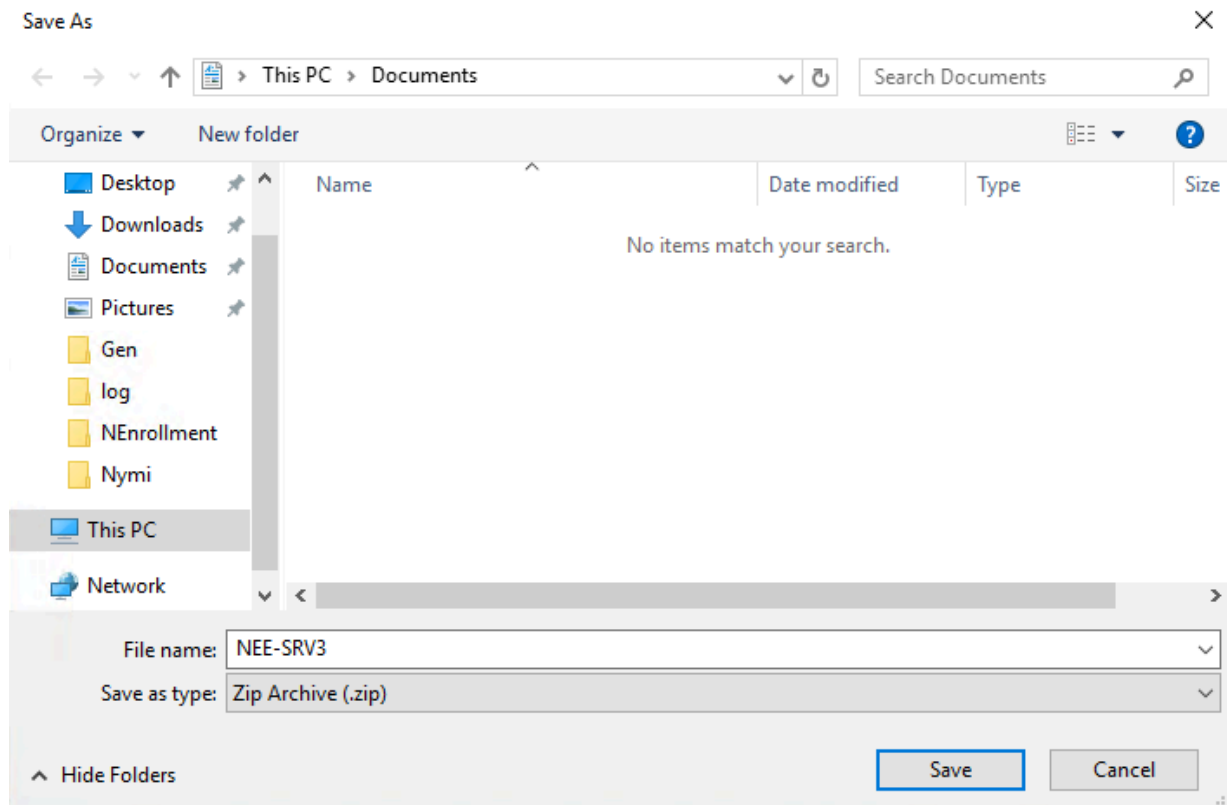 Save As
This PC > Documents
Search Documents
Organize
New folder
Name
Date modified
Type
Size
Desktop
Downloads
Documents
Pictures
Gen
log
NEnrollment
Nymi
This PC
Network
No items match your search.
File name: NEE-SRV3
Save as type: Zip Archive (.zip)
Hide Folders
Save
Cancel